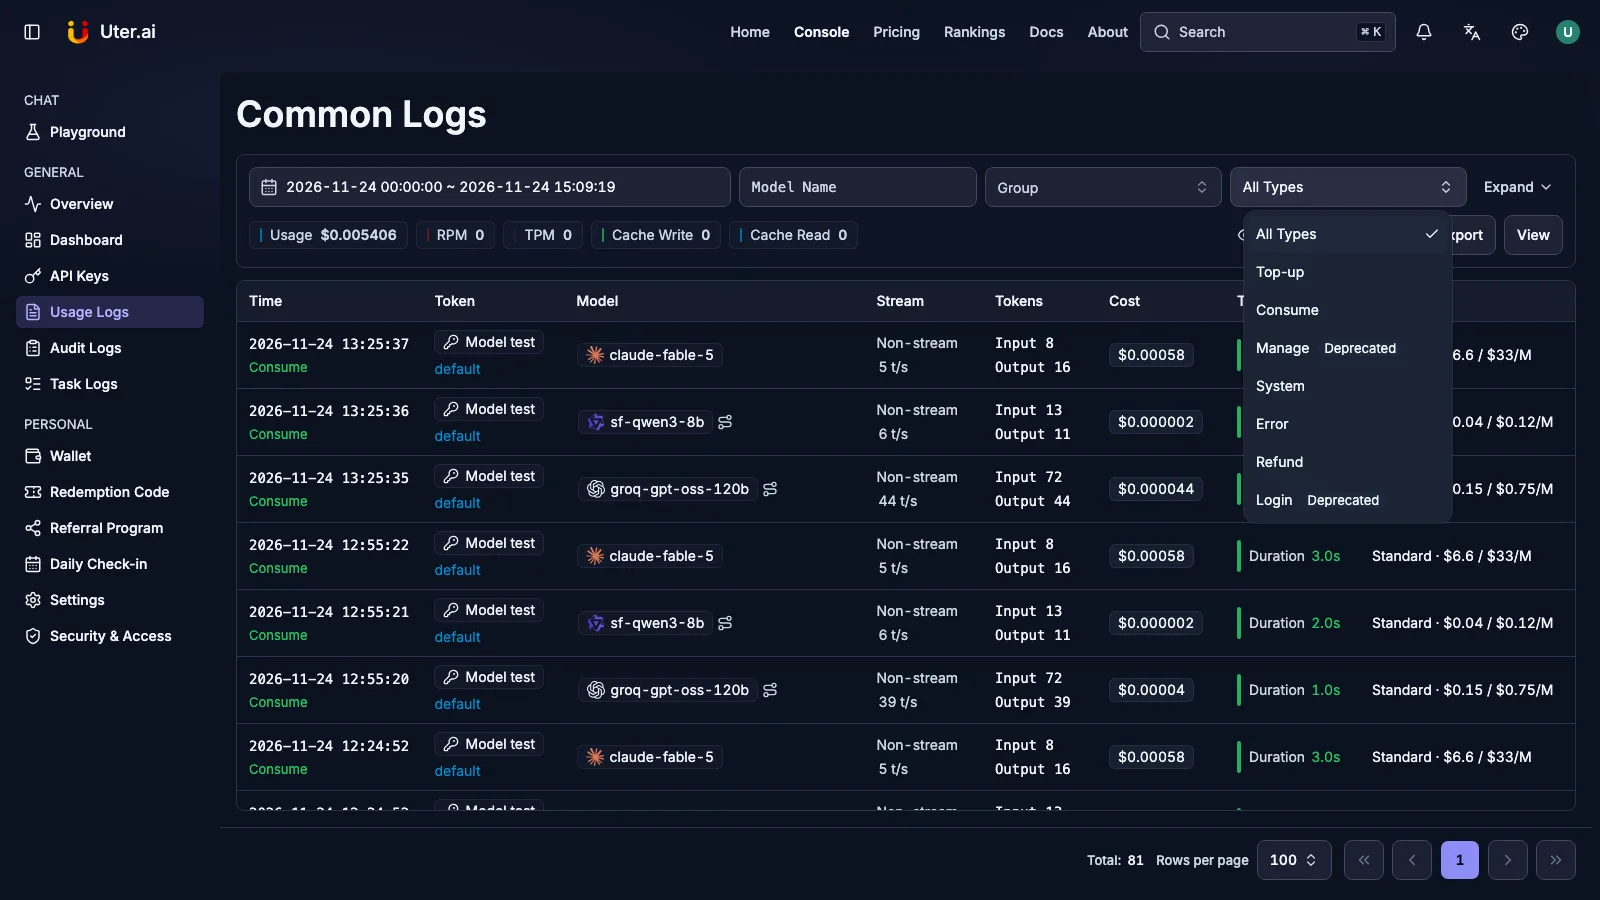 Uter.ai
Home Console Pricing Rankings Docs About Search ⌘ K U
CHAT
Playground
GENERAL
Overview
Dashboard
API Keys
Usage Logs
Audit Logs
Task Logs
PERSONAL
Wallet
Redemption Code
Referral Program
Daily Check-in
Settings
Security & Access
Common Logs
2026-11-24 00:00:00 ~ 2026-11-24 15:09:19 Model Name Group All Types Expand
Usage $0.005406 RPM 0 TPM 0 Cache Write 0 Cache Read 0 View
All Types
Top-up
Consume
Manage Deprecated
System
Error
Refund
Login Deprecated
Time Token Model Stream Tokens Cost
2026-11-24 13:25:37 Model test claude-fable-5 Non-stream Input 8 $0.00058 6.6 / $33/M
Consume default 5 t/s Output 16
2026-11-24 13:25:36 Model test sf-qwen3-8b Non-stream Input 13 $0.000002 0.04 / $0.12/M
Consume default 6 t/s Output 11
2026-11-24 13:25:35 Model test groq-gpt-oss-120b Non-stream Input 72 $0.000044 0.15 / $0.75/M
Consume default 44 t/s Output 44
2026-11-24 12:55:22 Model test claude-fable-5 Non-stream Input 8 $0.00058 Duration 3.0s Standard · $6.6 / $33/M
Consume default 5 t/s Output 16
2026-11-24 12:55:21 Model test sf-qwen3-8b Non-stream Input 13 $0.000002 Duration 2.0s Standard · $0.04 / $0.12/M
Consume default 6 t/s Output 11
2026-11-24 12:55:20 Model test groq-gpt-oss-120b Non-stream Input 72 $0.00004 Duration 1.0s Standard · $0.15 / $0.75/M
Consume default 39 t/s Output 39
2026-11-24 12:24:52 Model test claude-fable-5 Non-stream Input 8 $0.00058 Duration 3.0s Standard · $6.6 / $33/M
Consume default 5 t/s Output 16
Total: 81 Rows per page 100 1